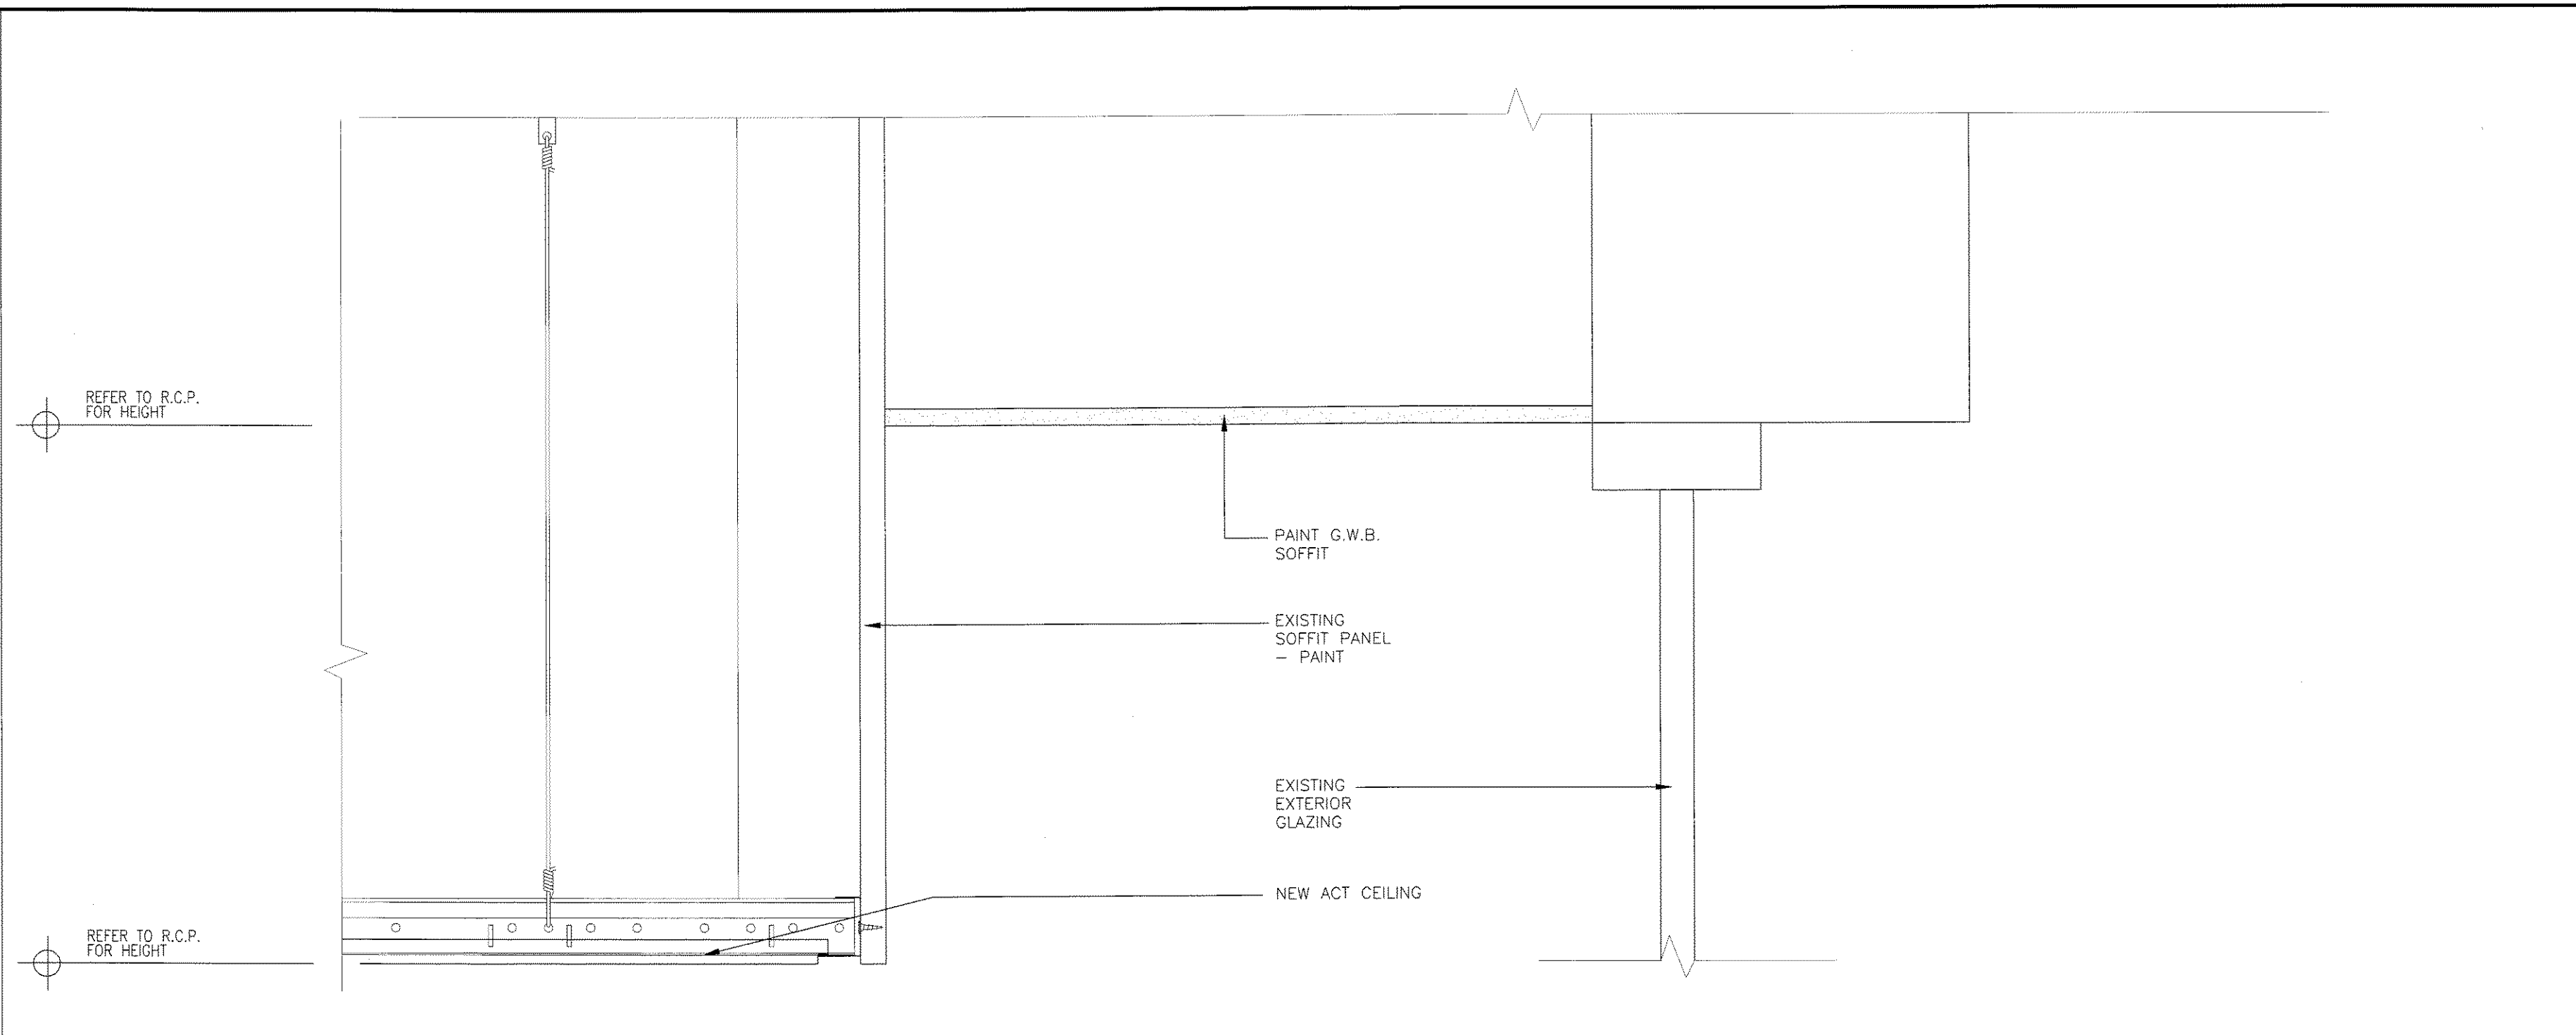 REFER TO R.C.P.
FOR HEIGHT
PAINT G.W.B.
SOFFIT
EXISTING
SOFFIT PANEL
– PAINT
EXISTING
EXTERIOR
GLAZING
NEW ACT CEILING
REFER TO R.C.P.
FOR HEIGHT